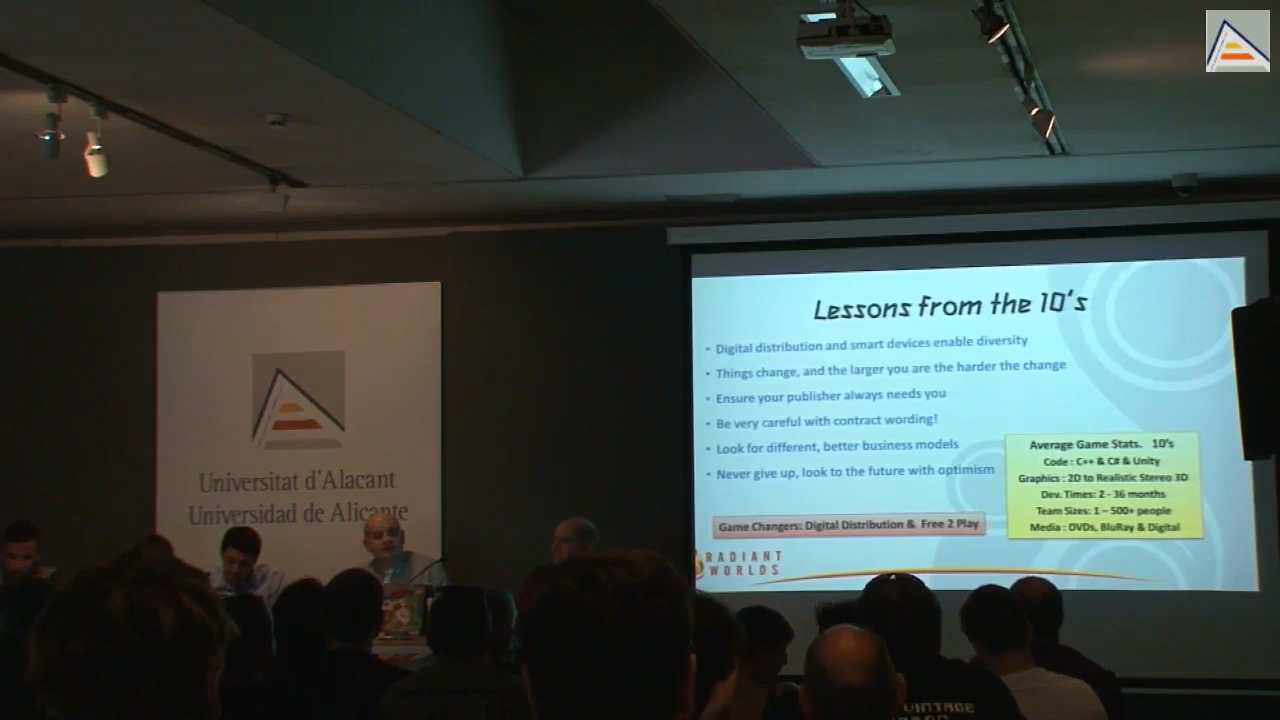 Universitat d'Alacant
Universidad de Alicante
Lessons from the 10's
• Digital distribution and smart devices enable diversity
• Things change, and the larger you are the harder the change
• Ensure your publisher always needs you
• Be very careful with contract wording!
• Look for different, better business models
• Never give up, look to the future with optimism
Average Game Stats. 10's
Code : C++ & C# & Unity
Graphics : 2D to Realistic Stereo 3D
Dev. Times: 2 - 36 months
Team Sizes: 1 – 500+ people
Media : DVDs, BluRay & Digital
Game Changers: Digital Distribution & Free 2 Play
RADIANT
WORLDS
VINTAGE